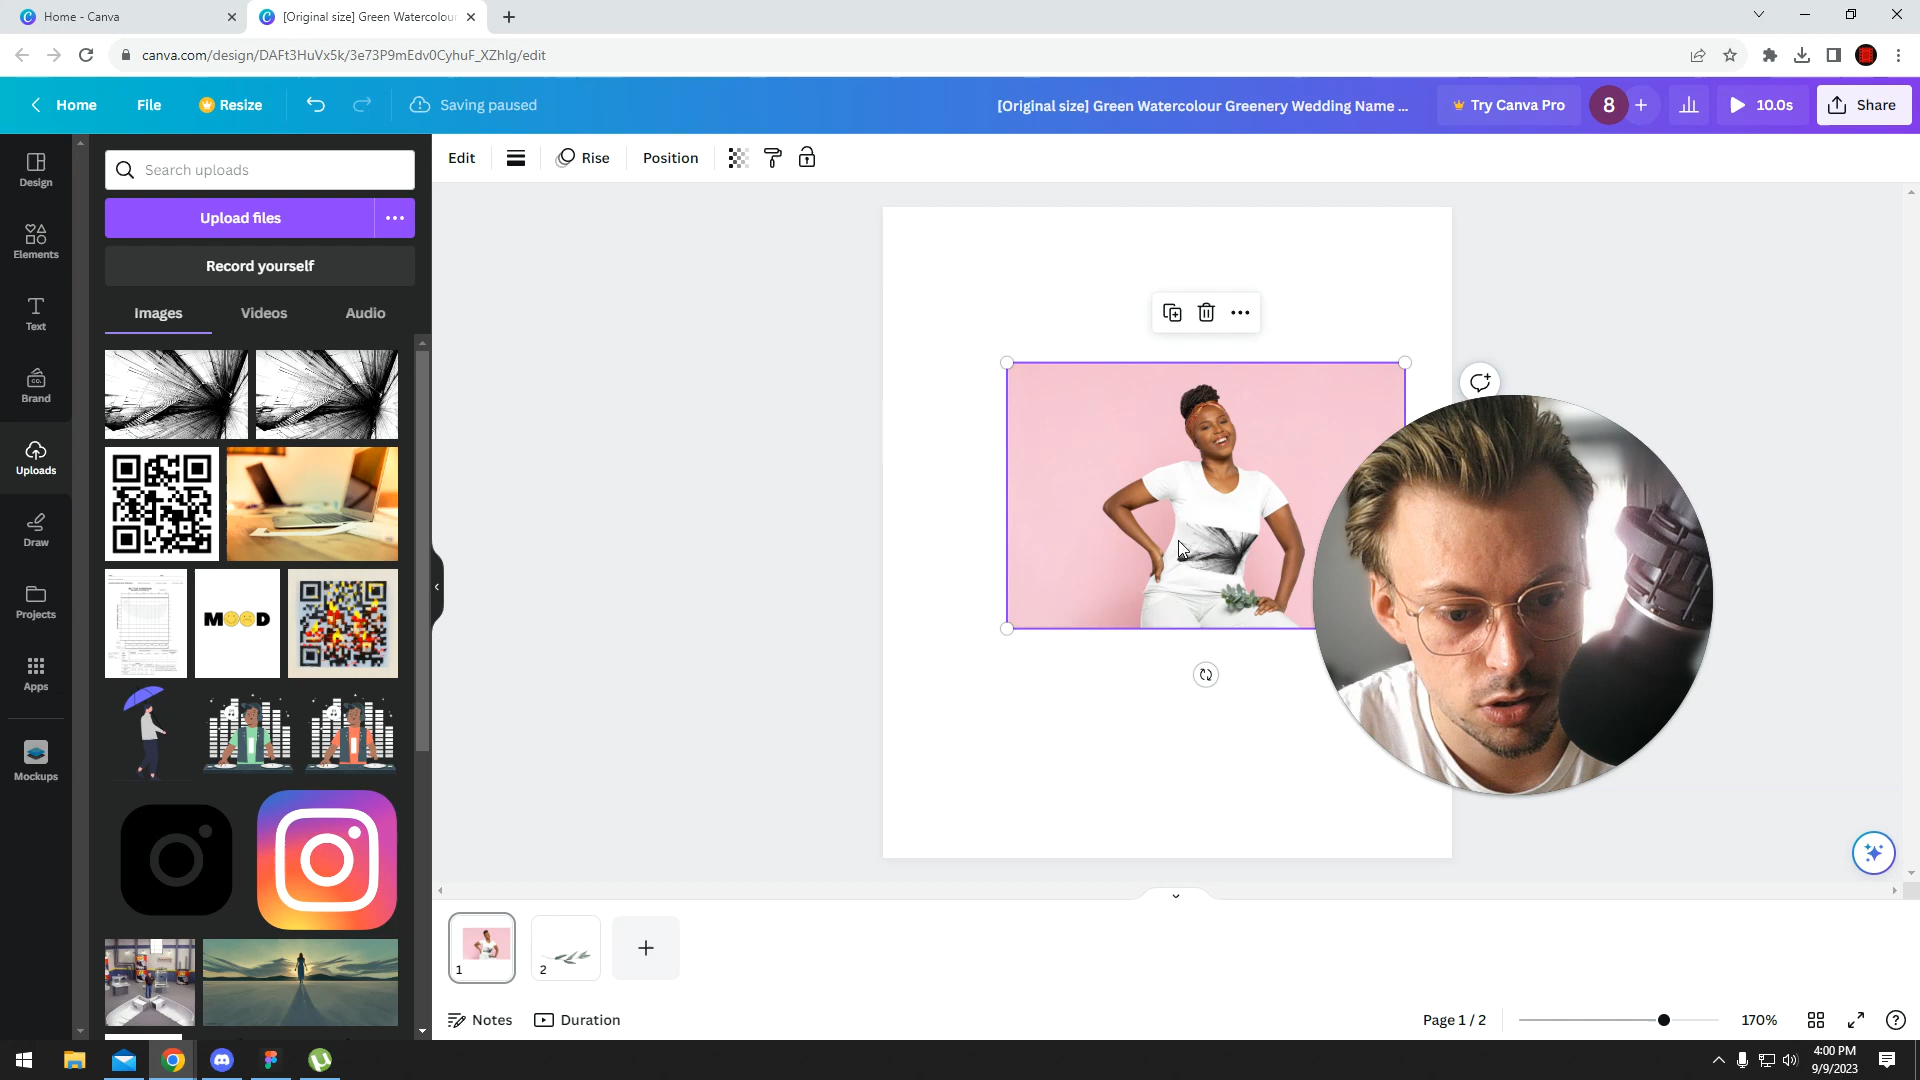 Home - Canva
[Original size] Green Watercolour
canva.com/design/DAFt3HuVx5k/3e73P9mEdv0CyhuF_XZhIg/edit
Home
File
Resize
Saving paused
[Original size] Green Watercolour Greenery Wedding Name ...
Try Canva Pro
8
10.0s
Share
Design
Elements
Text
Brand
Uploads
Draw
Projects
Apps
Mockups
Search uploads
Upload files
Record yourself
Images
Videos
Audio
MOOD
Edit
Rise
Position
1
2
Notes
Duration
Page 1 / 2
170%
4:00 PM
9/9/2023